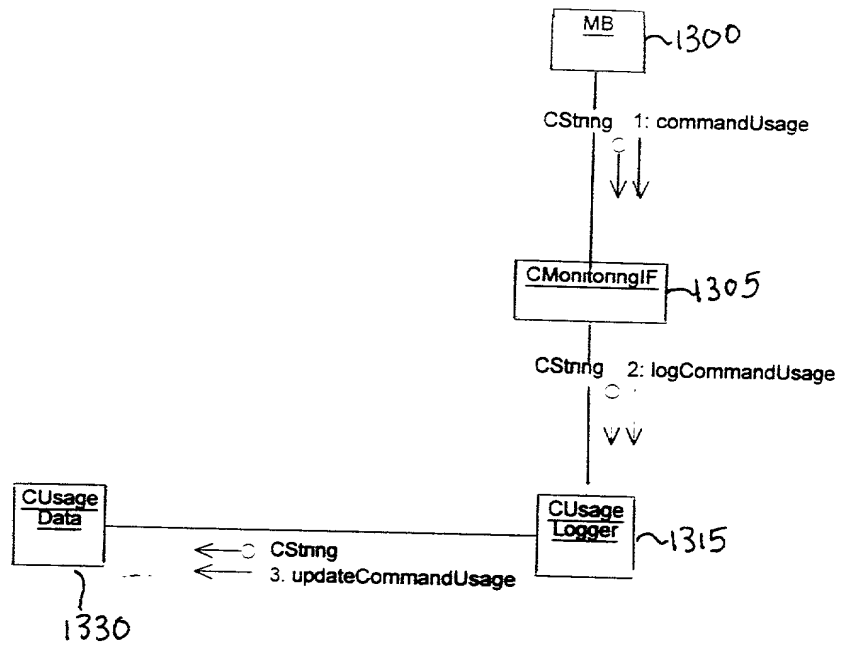 MB
1300
CString 1: commandUsage
CMonitoringIF
1305
CString 2: logCommandUsage
CUsage
Data
CUsage
Logger
1315
CString
3. updateCommandUsage
1330